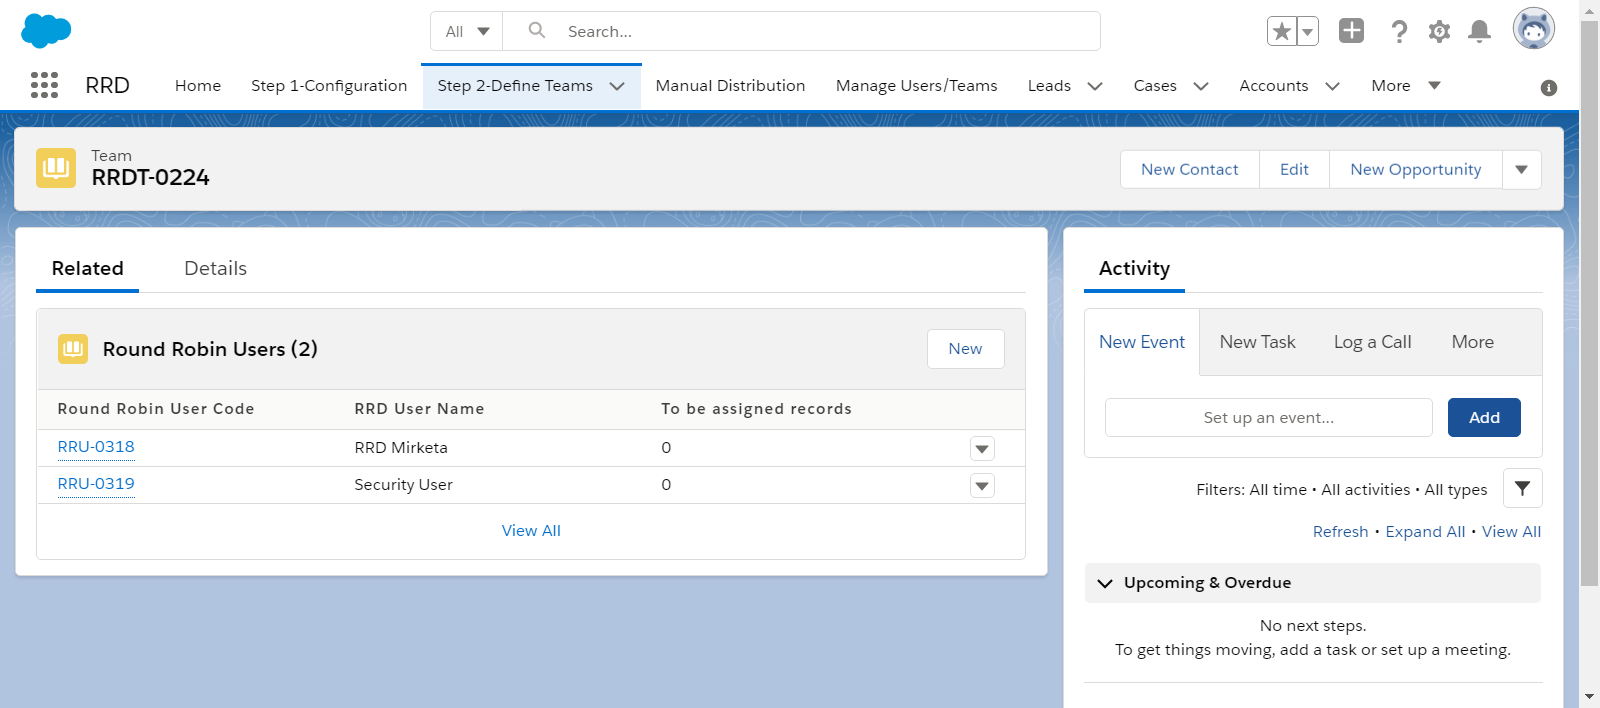 All
Search...
RRD
Home
Step 1-Configuration
Step 2-Define Teams
Manual Distribution
Manage Users/Teams
Leads
Cases
Accounts
More
Team
RRDT-0224
New Contact
Edit
New Opportunity
Related
Details
Round Robin Users (2)
New
Round Robin User Code
RRD User Name
To be assigned records
RRU-0318
RRD Mirketa
0
RRU-0319
Security User
0
View All
Activity
New Event
New Task
Log a Call
More
Set up an event...
Add
Filters: All time • All activities • All types
Refresh • Expand All • View All
Upcoming & Overdue
No next steps.
To get things moving, add a task or set up a meeting.